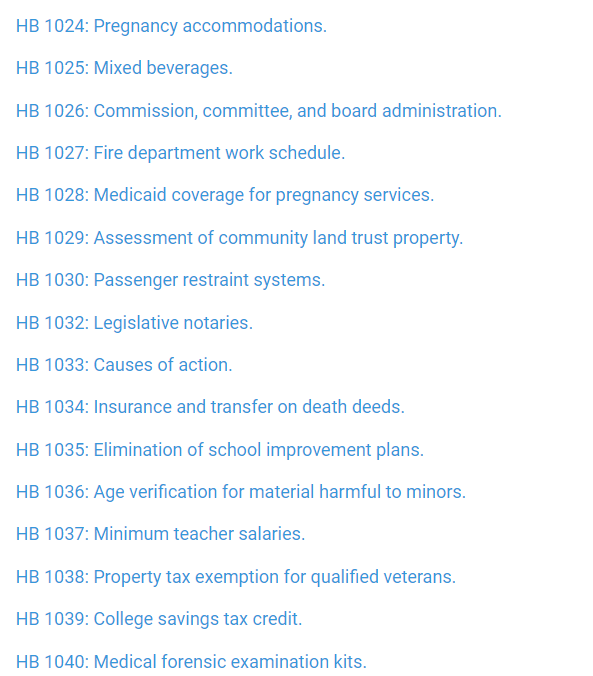 HB 1024: Pregnancy accommodations.
HB 1025: Mixed beverages.
HB 1026: Commission, committee, and board administration.
HB 1027: Fire department work schedule.
HB 1028: Medicaid coverage for pregnancy services.
HB 1029: Assessment of community land trust property.
HB 1030: Passenger restraint systems.
HB 1032: Legislative notaries.
HB 1033: Causes of action.
HB 1034: Insurance and transfer on death deeds.
HB 1035: Elimination of school improvement plans.
HB 1036: Age verification for material harmful to minors.
HB 1037: Minimum teacher salaries.
HB 1038: Property tax exemption for qualified veterans.
HB 1039: College savings tax credit.
HB 1040: Medical forensic examination kits.